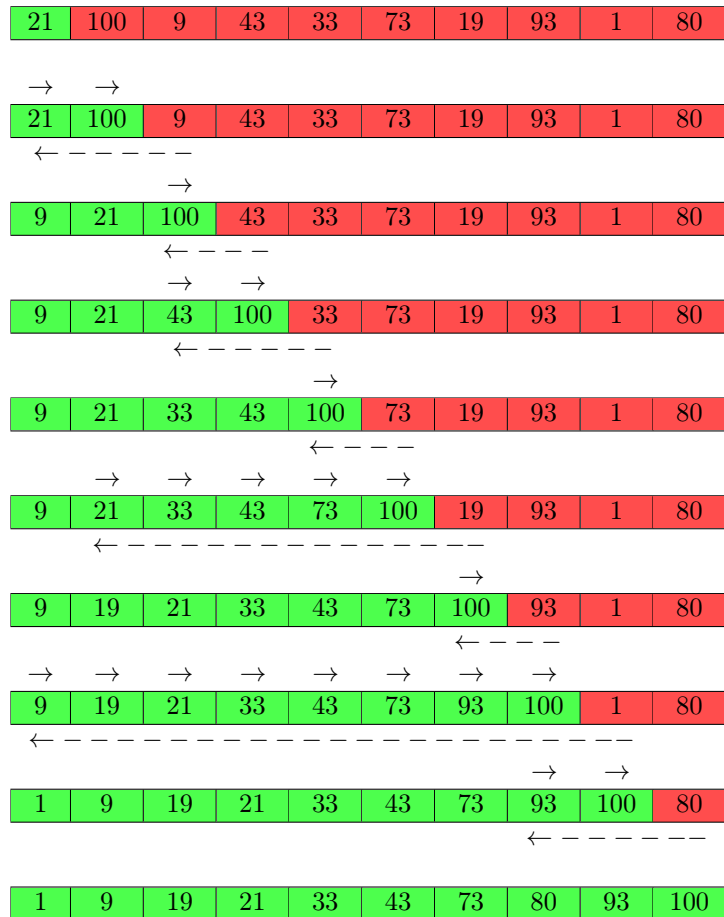 21 100 9 43 33 73 19 93 1 80
→ →
21 100 9 43 33 73 19 93 1 80
← − − − − − −
→
9 21 100 43 33 73 19 93 1 80
← − − − −
→ →
9 21 43 100 33 73 19 93 1 80
← − − − − − −
→
9 21 33 43 100 73 19 93 1 80
← − − − −
→ → → → →
9 21 33 43 73 100 19 93 1 80
← − − − − − − − − − − − − − − −−
→
9 19 21 33 43 73 100 93 1 80
← − − − −
→ → → → → → → →
9 19 21 33 43 73 93 100 1 80
← − − − − − − − − − − − − − − − − − − − − − − −−
→ →
1 9 19 21 33 43 73 93 100 80
← − − − − − −−
1 9 19 21 33 43 73 80 93 100